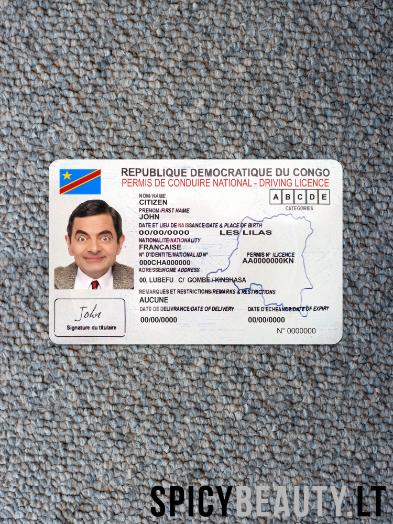 REPUBLIQUE DEMOCRATIQUE DU CONGO
PERMIS DE CONDUIRE NATIONAL - DRIVING LICENCE
NOM/NAME
CITIZEN
A B C D E
CATEGORIES
PRENOM/FIRST NAME
JOHN
DATE ET LIEU DE NAISSANCE/DATE & PLACE OF BIRTH
00/00/0000 LES LILAS
NATIONALITE/NATIONALITY
FRANCAISE
N° D'IDENTITE/NATIONAL ID N° PERMIS N° LICENCE
000CHA000000 AA0000000KN
ADRESSE/HOME ADDRESS
00, LUBEFU C/ GOMBE / KINSHASA
REMARQUES ET RESTRICTIONS/REMARKS & RESTRICTIONS
AUCUNE
DATE DE DELIVRANCE/DATE OF DELIVERY DATE D'ECHEANCE/DATE OF EXPIRY
00/00/0000 00/00/0000
John
Signature du titulaire
N° 0000000
SPICYBEAUTY.LT